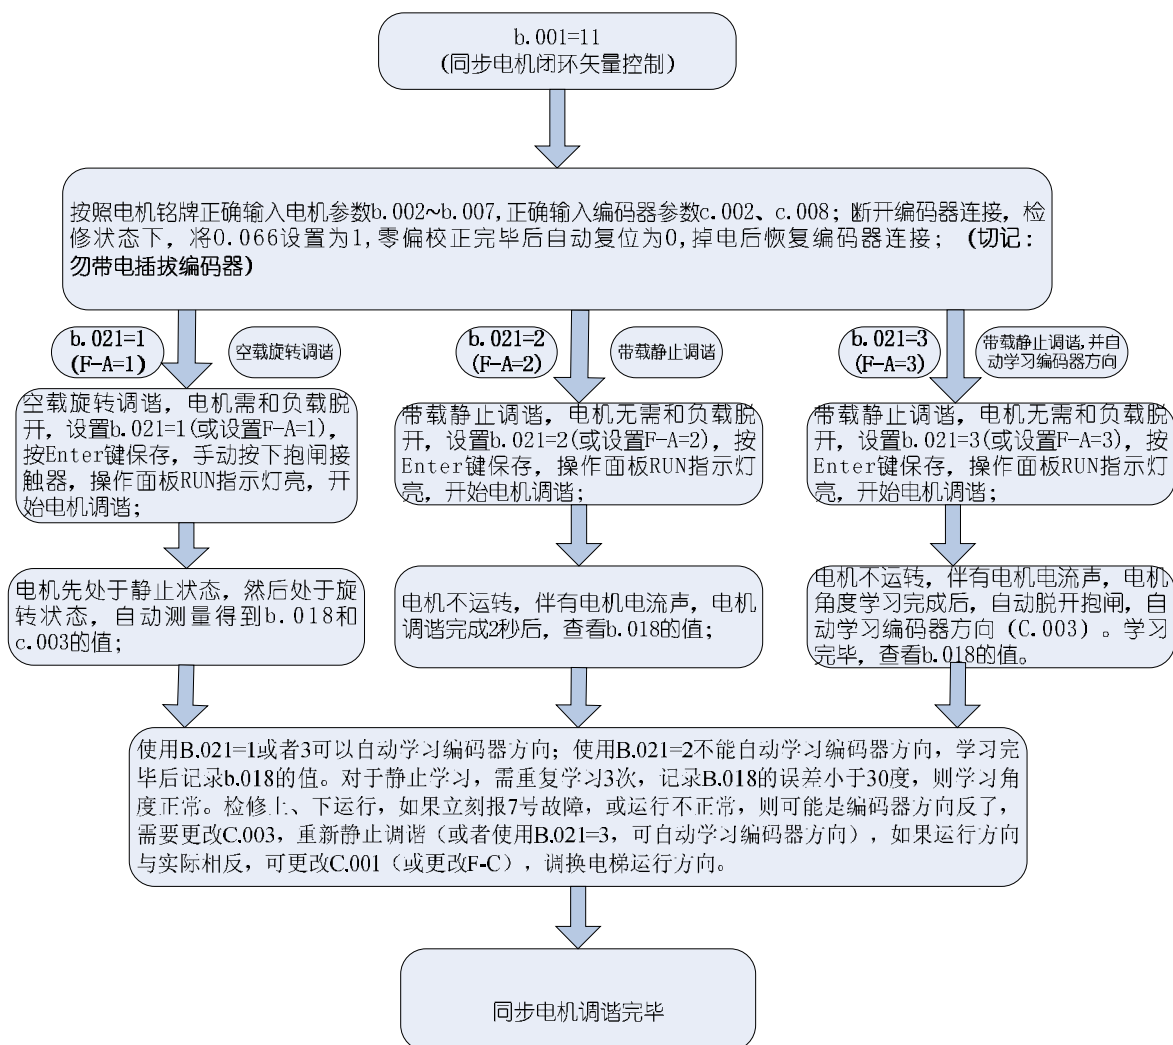 b.001=11
(同步电机闭环矢量控制)
按照电机铭牌正确输入电机参数b.002~b.007,正确输入编码器参数c.002、c.008；断开编码器连接，检
修状态下，将0.066设置为1,零偏校正完毕后自动复位为0,掉电后恢复编码器连接；（切记：
勿带电插拔编码器）
b.021=1
(F-A=1)
空载旋转调谐
b.021=2
(F-A=2)
带载静止调谐
b.021=3
(F-A=3)
带载静止调谐,并自
动学习编码器方向
空载旋转调谐，电机需和负载脱
开，设置b.021=1(或设置F-A=1)，
按Enter键保存，手动按下抱闸接
触器，操作面板RUN指示灯亮，开
始电机调谐；
带载静止调谐，电机无需和负载脱
开，设置b.021=2(或设置F-A=2)，按
Enter键保存，操作面板RUN指示灯
亮，开始电机调谐；
带载静止调谐，电机无需和负载脱
开，设置b.021=3(或设置F-A=3)，按
Enter键保存，操作面板RUN指示灯
亮，开始电机调谐；
电机先处于静止状态，然后处于旋
转状态，自动测量得到b.018和
c.003的值；
电机不运转，伴有电机电流声，电机
调谐完成2秒后，查看b.018的值；
电机不运转，伴有电机电流声，电机
角度学习完成后，自动脱开抱闸，自
动学习编码器方向（C.003）。学习
完毕，查看b.018的值。
使用B.021=1或者3可以自动学习编码器方向；使用B.021=2不能自动学习编码器方向，学习完
毕后记录b.018的值。对于静止学习，需重复学习3次，记录B.018的误差小于30度，则学习角
度正常。检修上、下运行，如果立刻报7号故障，或运行不正常，则可能是编码器方向反了，
需要更改C.003，重新静止调谐（或者使用B.021=3，可自动学习编码器方向），如果运行方向
与实际相反，可更改C.001（或更改F-C），调换电梯运行方向。
同步电机调谐完毕